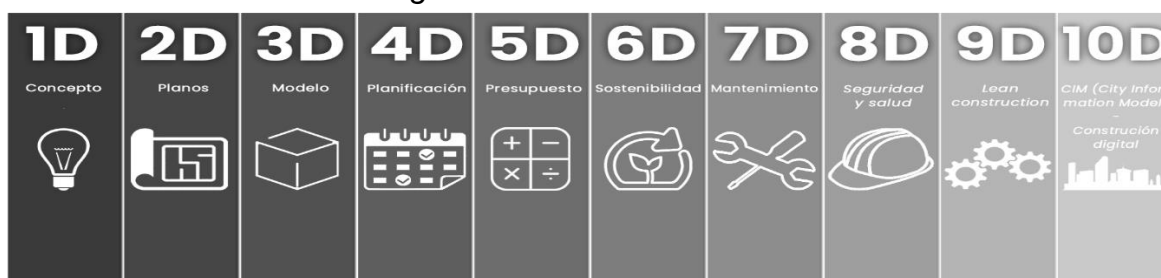 1D
Concepto
2D
Planos
3D
Modelo
4D
Planificación
5D
Presupuesto
6D
Sostenibilidad
7D
Mantenimiento
8D
Seguridad
y salud
9D
Lean
construction
10D
CIM (City Infor
mation Model
-
Construción
digital